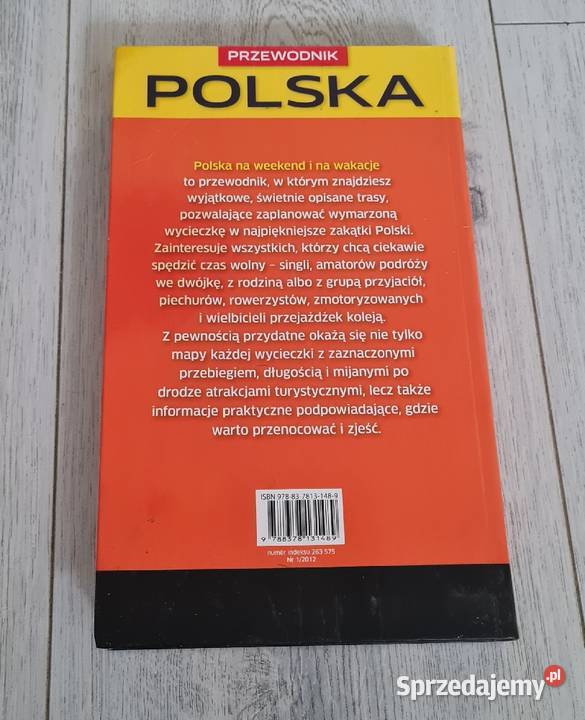 PRZEWODNIK
POLSKA
Polska na weekend i na wakacje
to przewodnik, w którym znajdziesz
wyjątkowe, świetnie opisane trasy,
pozwalające zaplanować wymarzoną
wycieczkę w najpiękniejsze zakątki Polski.
Zainteresuje wszystkich, którzy chcą ciekawie
spędzić czas wolny – singli, amatorów podróży
we dwójkę, z rodziną albo z grupą przyjaciół,
piechurów, rowerzystów, zmotoryzowanych
i wielbicieli przejażdżek koleją.
Z pewnością przydatne okażą się nie tylko
mapy każdej wycieczki z zaznaczonymi
przebiegiem, długością i mijanymi po
drodze atrakcjami turystycznymi, lecz także
informacje praktyczne podpowiadające, gdzie
warto przenocować i zjeść.
ISBN 978-83-7813-148-9
9 788378 131489
numer indeksu 263 575
Nr 1/2012
Sprzedajemy.pl